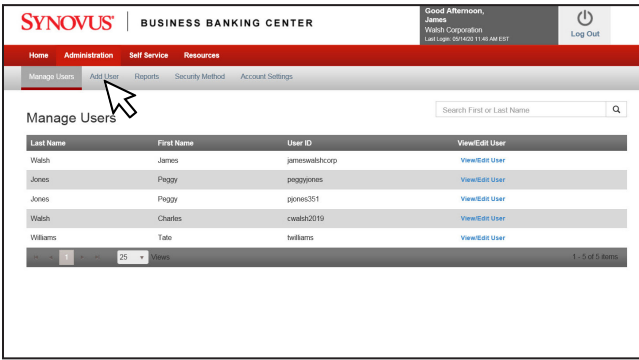 SYNOVUS® BUSINESS BANKING CENTER
Good Afternoon,
James
Walsh Corporation
Last Login: 05/14/20 11:46 AM EST
Log Out
Home Administration Self Service Resources
Manage Users Add User Reports Security Method Account Settings
Manage Users
Search First or Last Name
Last Name First Name User ID View/Edit User
Walsh James jameswalshcorp View/Edit User
Jones Peggy peggyjones View/Edit User
Jones Peggy pjones351 View/Edit User
Walsh Charles cwalsh2019 View/Edit User
Williams Tate twilliams View/Edit User
1 25 Views 1 - 5 of 5 items